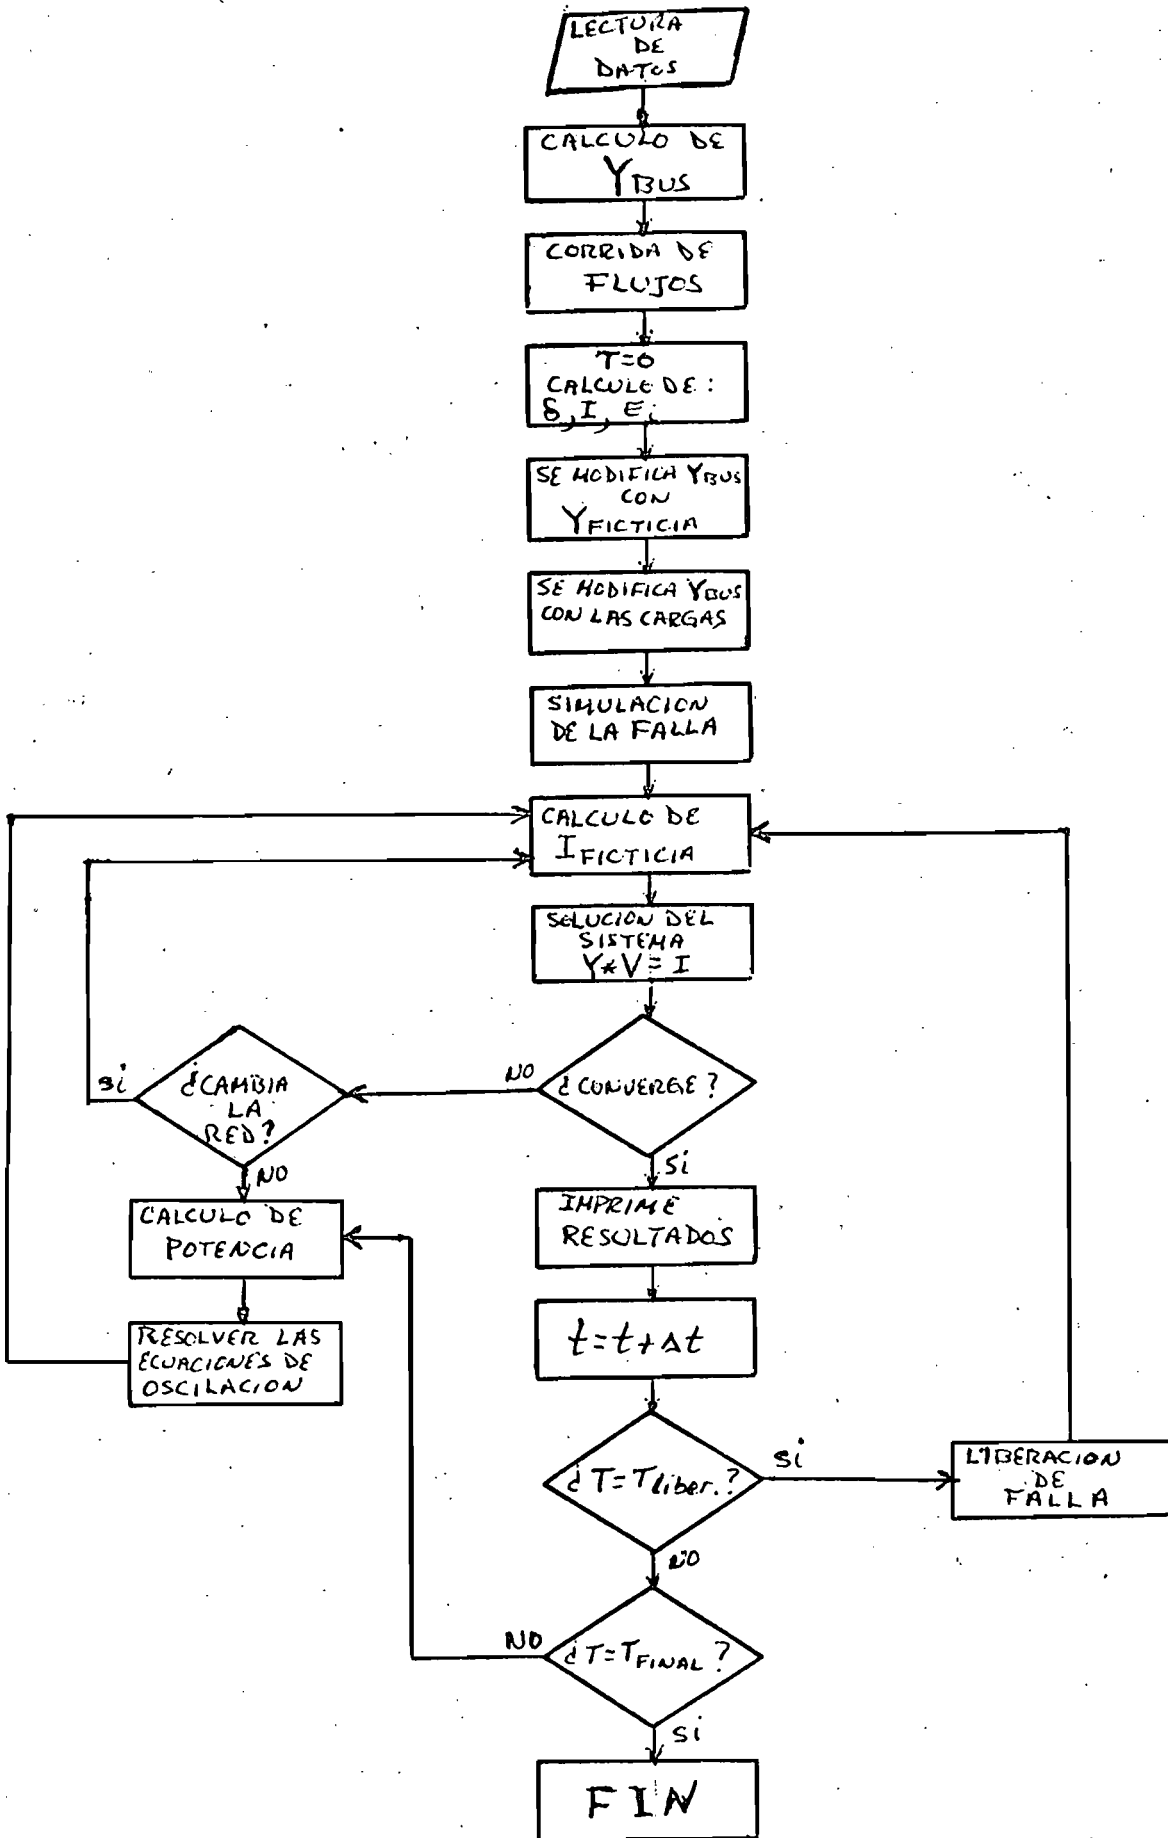 LECTURA
DE
DATOS
CALCULO DE
YBUS
CORRIDA DE
FLUJOS
T=0
CALCULO DE:
δ, I, Ei
SE MODIFICA YBUS
CON
YFICTICIA
SE MODIFICA YBUS
CON LAS CARGAS
SIMULACION
DE LA FALLA
CALCULO DE
IFICTICIA
SOLUCION DEL
SISTEMA
Y*V=I
¿CONVERGE?
NO
SI
¿CAMBIA
LA
RED?
SI
NO
CALCULO DE
POTENCIA
RESOLVER LAS
ECUACIONES DE
OSCILACION
IMPRIME
RESULTADOS
t=t+Δt
¿T=Tliber.?
SI
NO
LIBERACION
DE
FALLA
¿T=TFINAL?
NO
SI
FIN